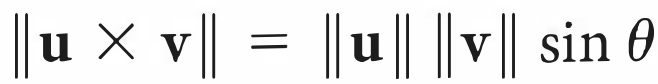 ‖u × v‖ = ‖u‖ ‖v‖ sin θ